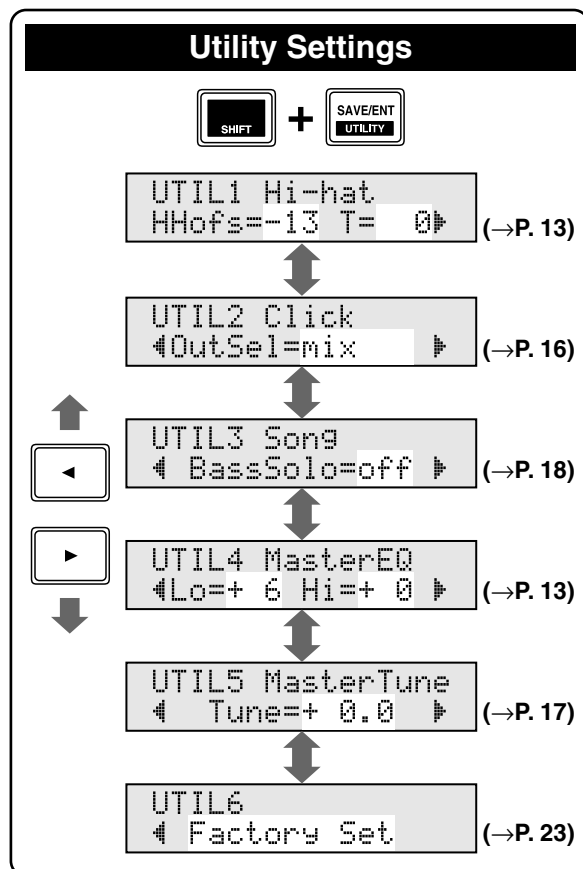 Utility Settings
SHIFT + SAVE/ENT
UTILITY
UTIL1 Hi-hat
HHofs=-13 T= 0
(→P. 13)
UTIL2 Click
OutSel=mix
(→P. 16)
UTIL3 Song
BassSolo=off
(→P. 18)
UTIL4 MasterEQ
Lo=+ 6 Hi=+ 0
(→P. 13)
UTIL5 MasterTune
Tune=+ 0.0
(→P. 17)
UTIL6
Factory Set
(→P. 23)